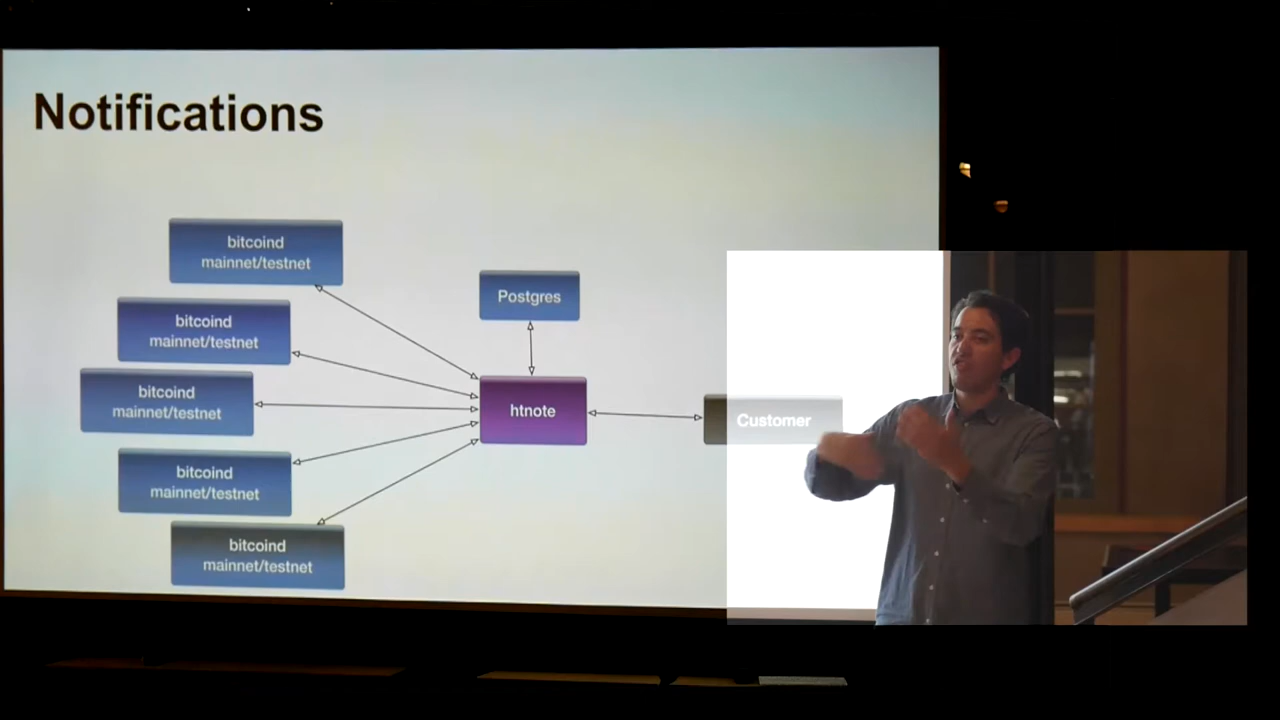 Notifications
bitcoind
mainnet/testnet
Postgres
bitcoind
mainnet/testnet
bitcoind
mainnet/testnet
htnote
Customer
bitcoind
mainnet/testnet
bitcoind
mainnet/testnet